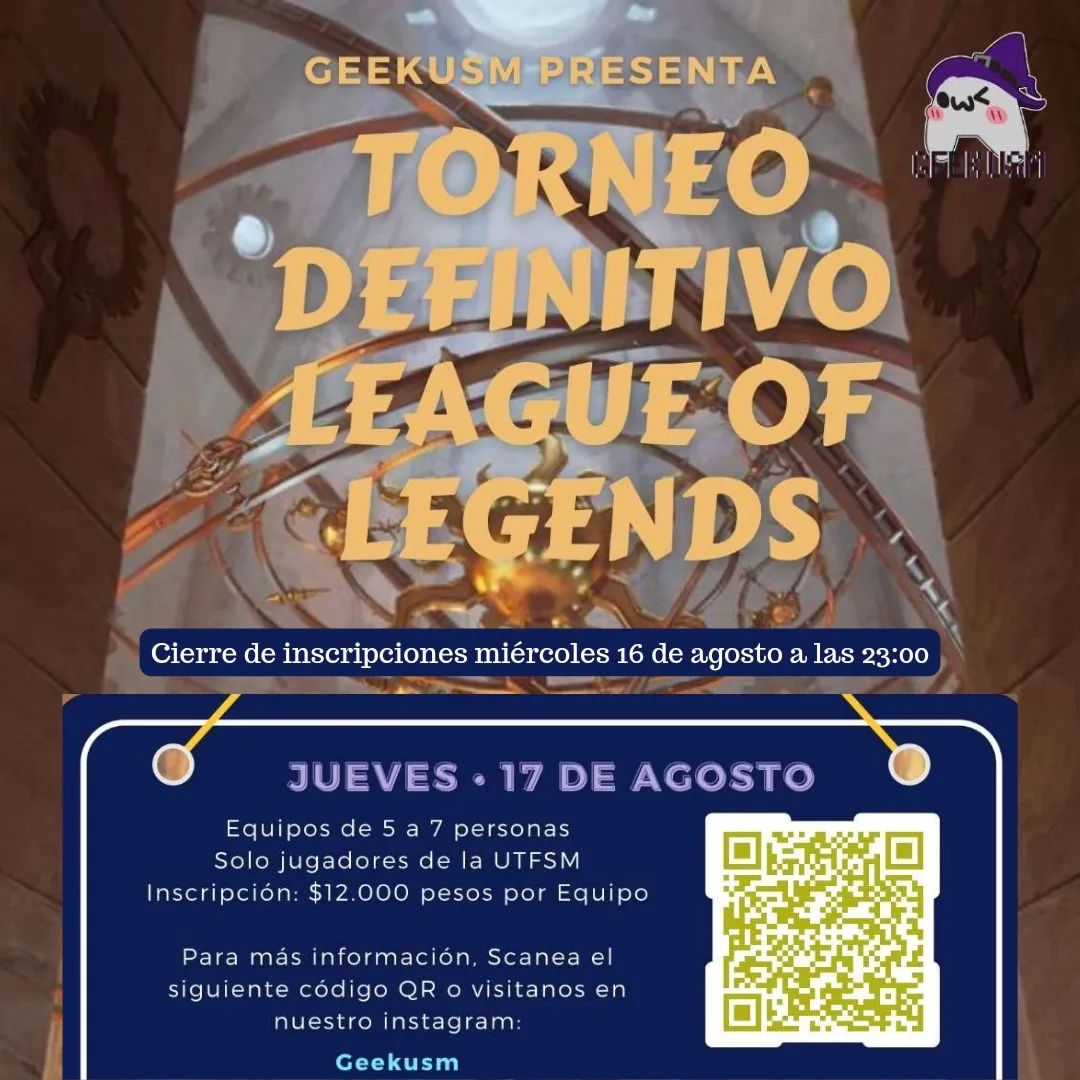 GEEKUSM PRESENTA
GEEKUSM
TORNEO
DEFINITIVO
LEAGUE OF
LEGENDS
Cierre de inscripciones miércoles 16 de agosto a las 23:00
JUEVES • 17 DE AGOSTO
Equipos de 5 a 7 personas
Solo jugadores de la UTFSM
Inscripción: $12.000 pesos por Equipo
Para más información, Scanea el
siguiente código QR o visitanos en
nuestro instagram:
Geekusm